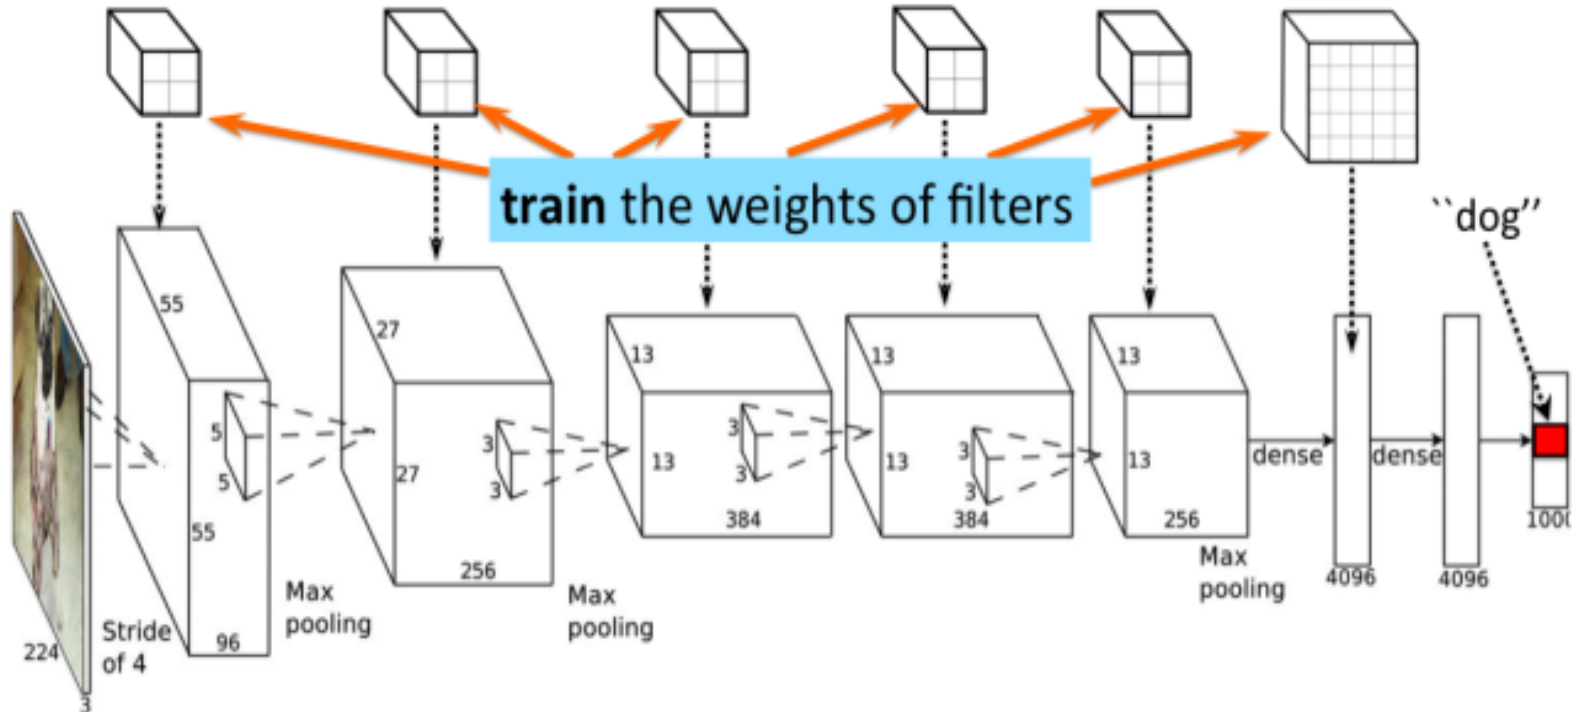 train the weights of filters
``dog''
55
27
13
13
13
5
5
3
3
3
3
3
3
55
27
13
13
13
dense
dense
384
384
256
1000
256
96
Max
pooling
Max
pooling
Max
pooling
4096
4096
Stride
of 4
224
3